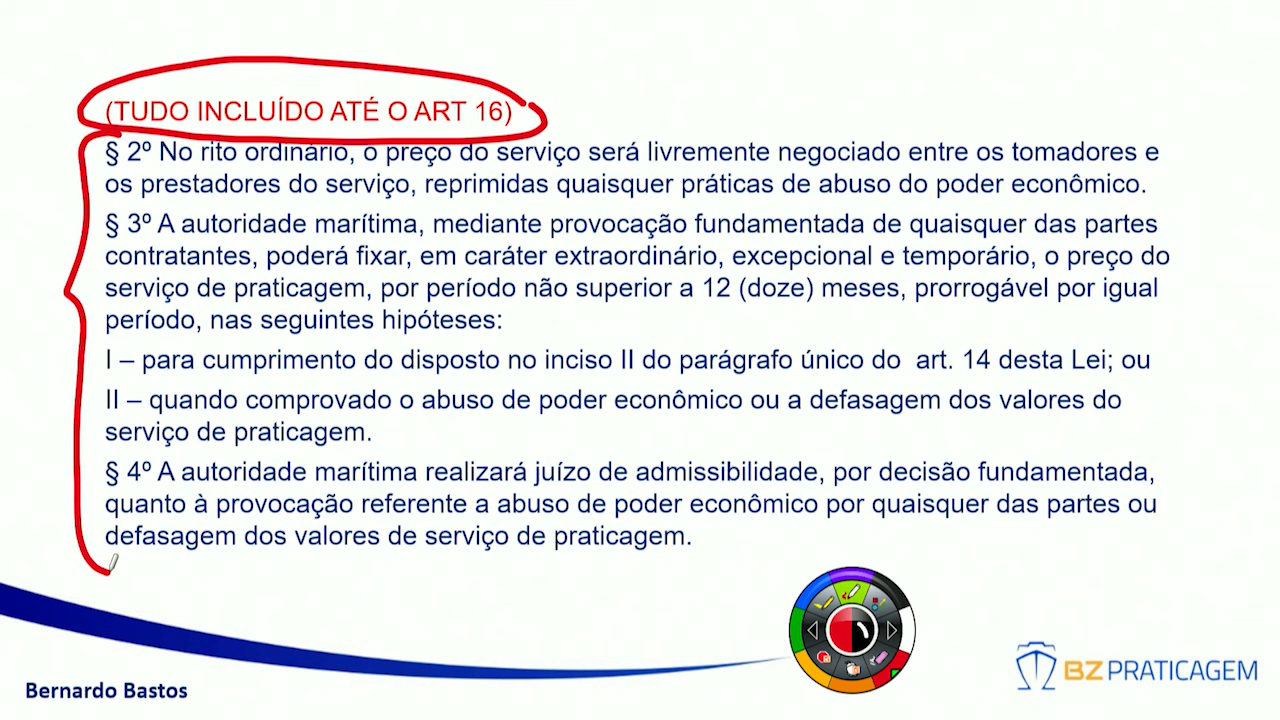 (TUDO INCLUÍDO ATÉ O ART 16)
§ 2º No rito ordinário, o preço do serviço será livremente negociado entre os tomadores e
os prestadores do serviço, reprimidas quaisquer práticas de abuso do poder econômico.
§ 3º A autoridade marítima, mediante provocação fundamentada de quaisquer das partes
contratantes, poderá fixar, em caráter extraordinário, excepcional e temporário, o preço do
serviço de praticagem, por período não superior a 12 (doze) meses, prorrogável por igual
período, nas seguintes hipóteses:
I – para cumprimento do disposto no inciso II do parágrafo único do art. 14 desta Lei; ou
II – quando comprovado o abuso de poder econômico ou a defasagem dos valores do
serviço de praticagem.
§ 4º A autoridade marítima realizará juízo de admissibilidade, por decisão fundamentada,
quanto à provocação referente a abuso de poder econômico por quaisquer das partes ou
defasagem dos valores de serviço de praticagem.
Bernardo Bastos
BZPRATICAGEM